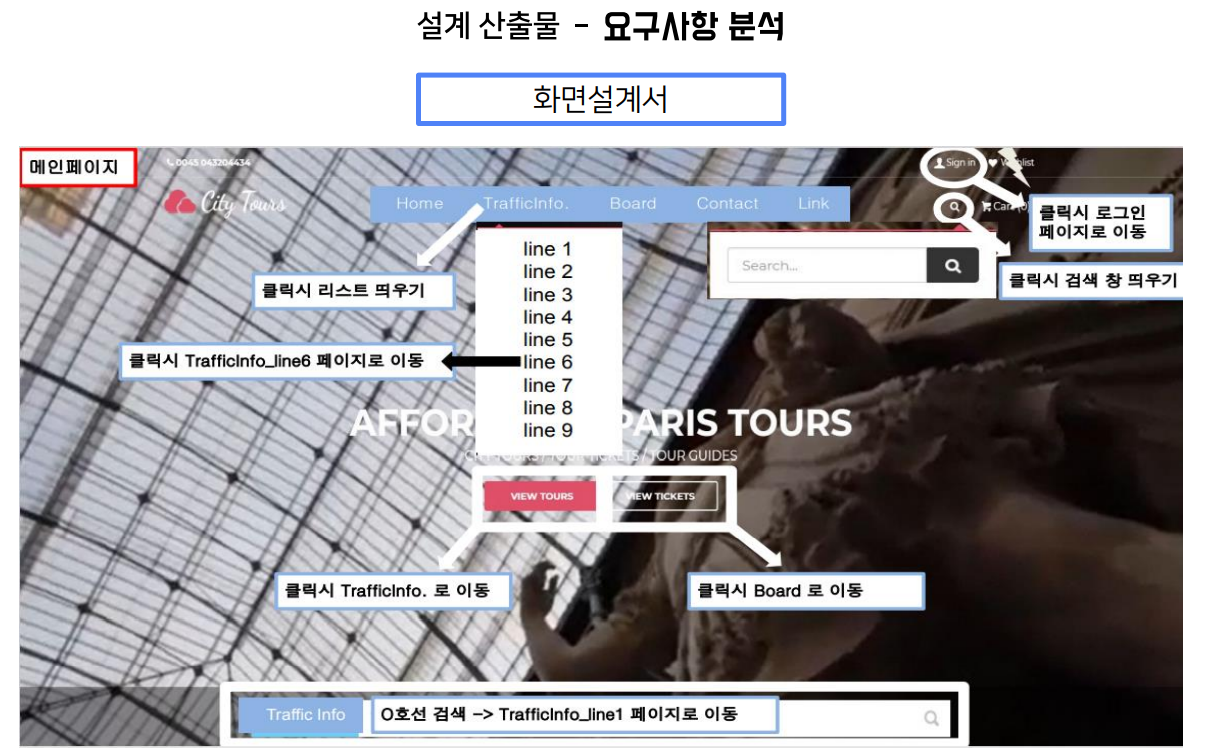 설계 산출물 - 요구사항 분석
화면설계서
메인페이지
0045 043204434
Sign in
City Tours
Home TrafficInfo. Board Contact Link
클릭시 로그인
페이지로 이동
line 1
line 2
line 3
line 4
line 5
line 6
line 7
line 8
line 9
Search...
클릭시 리스트 띄우기
클릭시 검색 창 띄우기
클릭시 TrafficInfo_line6 페이지로 이동
PARIS TOURS
TOUR GUIDES
VIEW TOURS
VIEW TICKETS
클릭시 TrafficInfo. 로 이동
클릭시 Board 로 이동
Traffic Info
O호선 검색 -> TrafficInfo_line1 페이지로 이동